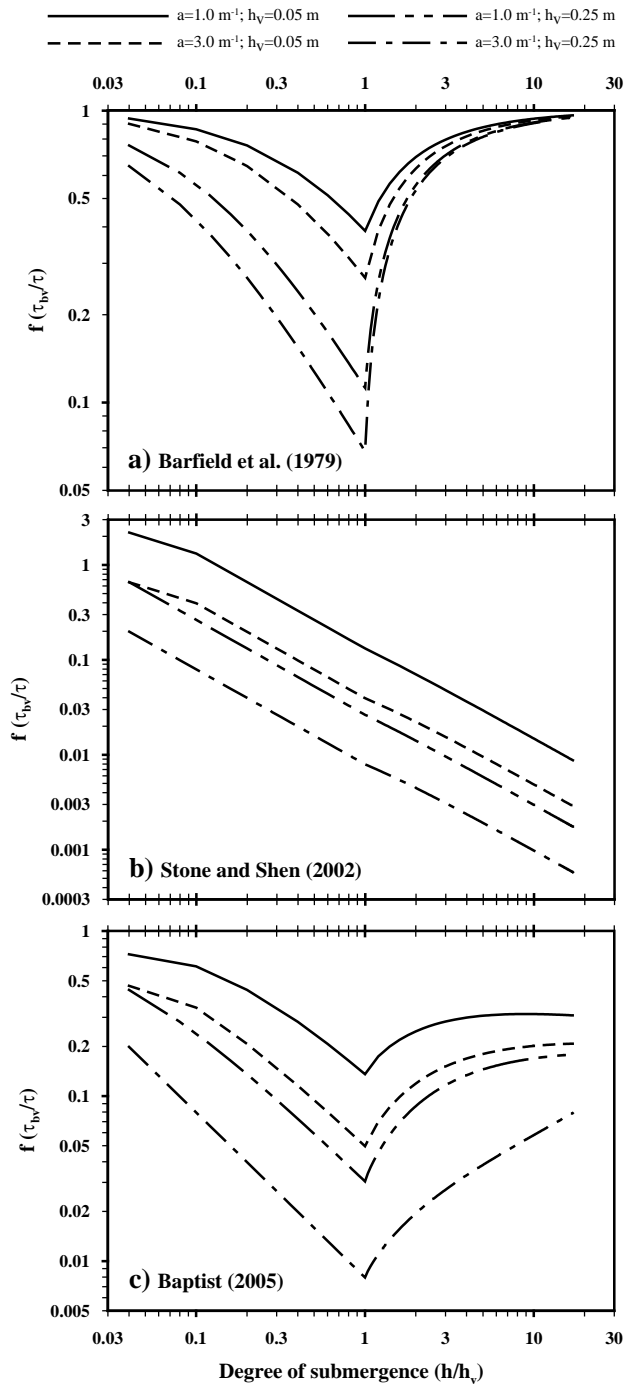 a=1.0 m⁻¹; hᵥ=0.05 m a=1.0 m⁻¹; hᵥ=0.25 m
a=3.0 m⁻¹; hᵥ=0.05 m a=3.0 m⁻¹; hᵥ=0.25 m
0.03 0.1 0.3 1 3 10 30
1
0.5
0.2
0.1
0.05
f (τbv/τ)
a) Barfield et al. (1979)
3
1
0.3
0.1
0.03
0.01
0.003
0.001
0.0003
f (τbv/τ)
b) Stone and Shen (2002)
1
0.5
0.2
0.1
0.05
0.02
0.01
0.005
f (τbv/τ)
c) Baptist (2005)
0.03 0.1 0.3 1 3 10 30
Degree of submergence (h/hᵥ)